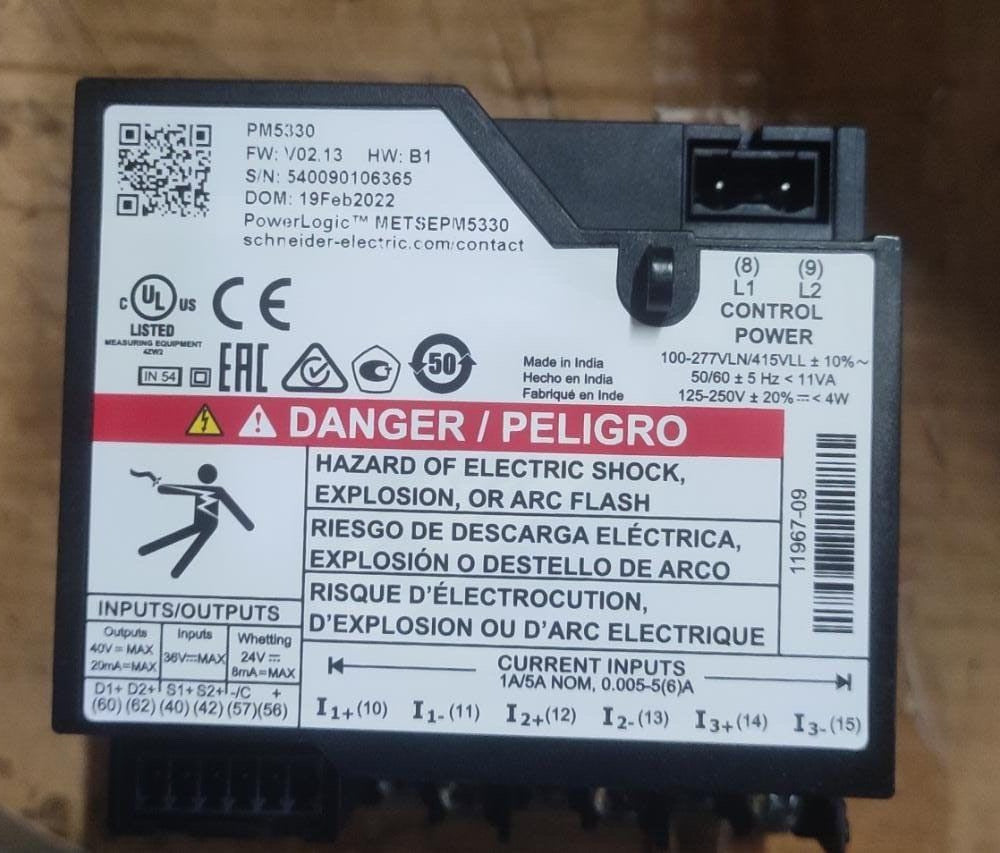 PM5330
FW: V02.13 HW: B1
S/N: 540090106365
DOM: 19Feb2022
PowerLogic™ METSEPM5330
schneider-electric.com/contact
(8) (9)
L1 L2
CONTROL
POWER
100-277VLN/415VLL ± 10%~
50/60 ± 5 Hz < 11VA
125-250V ± 20%⎓< 4W
C UL US
LISTED
MEASURING EQUIPMENT
4ZW2
CE
IN 54
EAC
50
Made in India
Hecho en India
Fabriqué en Inde
DANGER / PELIGRO
HAZARD OF ELECTRIC SHOCK,
EXPLOSION, OR ARC FLASH
RIESGO DE DESCARGA ELÉCTRICA,
EXPLOSIÓN O DESTELLO DE ARCO
RISQUE D'ÉLECTROCUTION,
D'EXPLOSION OU D'ARC ELECTRIQUE
11967-09
INPUTS/OUTPUTS
Outputs
40V⎓MAX
20mA⎓MAX
Inputs
36V⎓MAX
Whetting
24V⎓
8mA⎓MAX
D1+ D2+ S1+ S2+ -/C +
(60) (62) (40) (42) (57)(56)
CURRENT INPUTS
1A/5A NOM, 0.005-5(6)A
I1+(10) I1-(11) I2+(12) I2-(13) I3+(14) I3-(15)